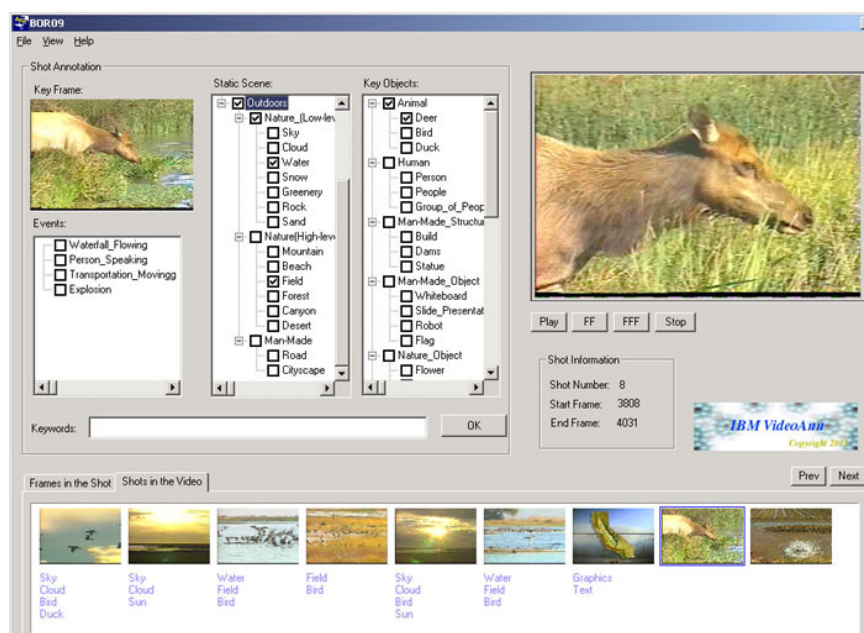 BOR09
File View Help
Shot Annotation
Key Frame:
Events:
Waterfall_Flowing
Person_Speaking
Transportation_Movingg
Explosion
Static Scene:
Outdoors
Nature_(Low-lev
Sky
Cloud
Water
Snow
Greenery
Rock
Sand
Nature(High-leve
Mountain
Beach
Field
Forest
Canyon
Desert
Man-Made
Road
Cityscape
Key Objects:
Animal
Deer
Bird
Duck
Human
Person
People
Group_of_Peop
Man-Made_Structu
Build
Dams
Statue
Man-Made_Object
Whiteboard
Slide_Presentat
Robot
Flag
Nature_Object
Flower
Keywords:
OK
Play FF FFF Stop
Shot Information
Shot Number: 8
Start Frame: 3808
End Frame: 4031
IBM VideoAnn
Copyright
Prev Next
Frames in the Shot Shots in the Video
Sky
Cloud
Bird
Duck
Sky
Cloud
Sun
Water
Field
Bird
Field
Bird
Sky
Cloud
Bird
Sun
Water
Field
Bird
Graphics
Text